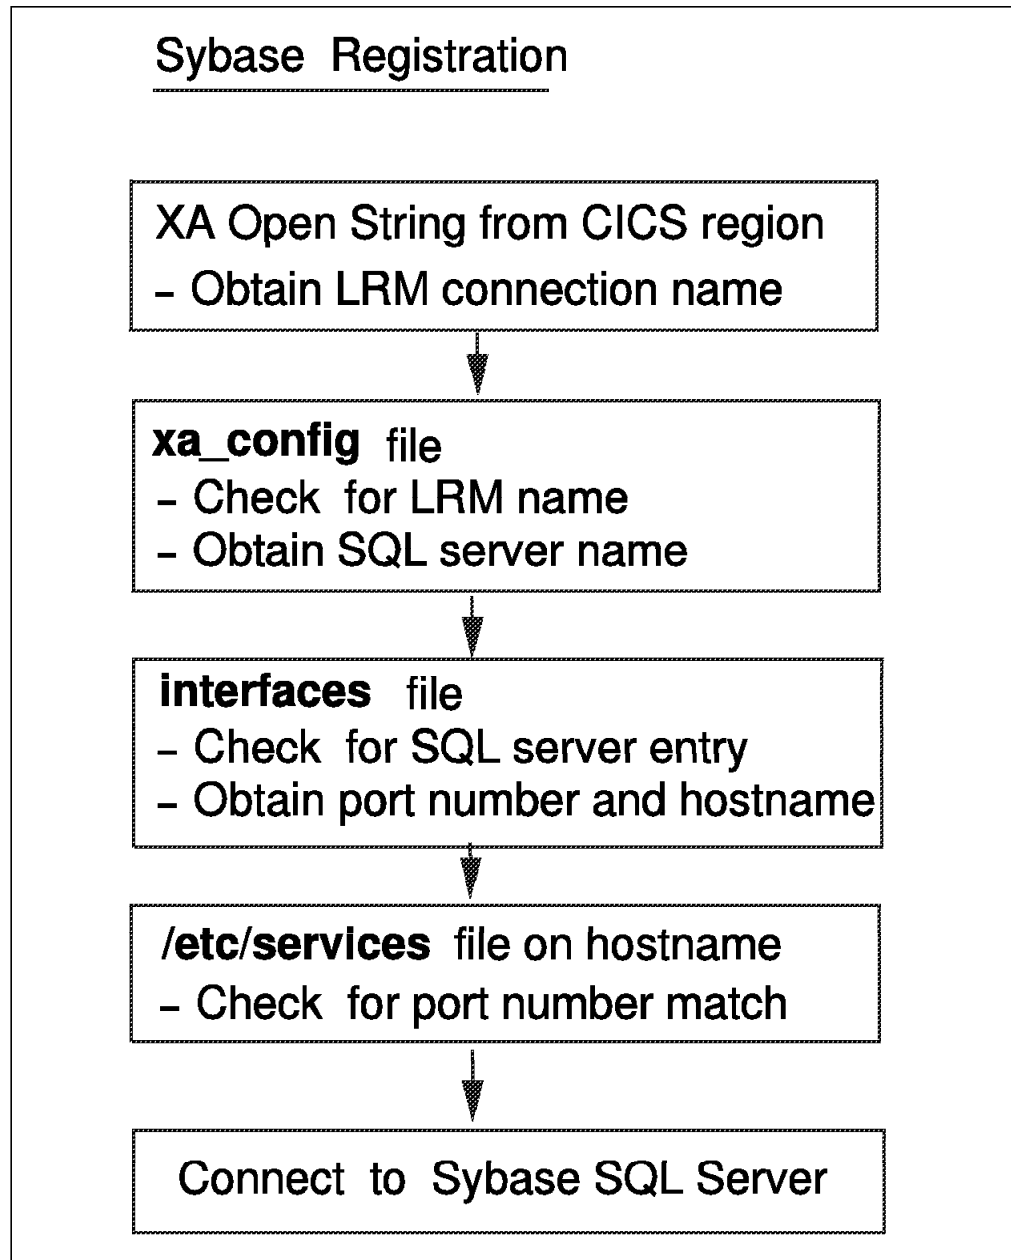 Sybase Registration
XA Open String from CICS region
– Obtain LRM connection name
xa_config file
– Check for LRM name
– Obtain SQL server name
interfaces file
– Check for SQL server entry
– Obtain port number and hostname
/etc/services file on hostname
– Check for port number match
Connect to Sybase SQL Server